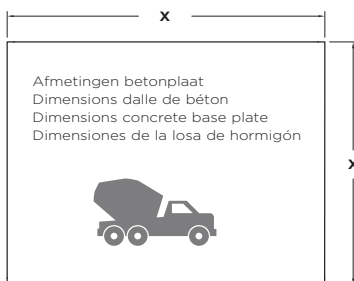 x
Afmetingen betonplaat
Dimensions dalle de béton
Dimensions concrete base plate
Dimensiones de la losa de hormigón
x